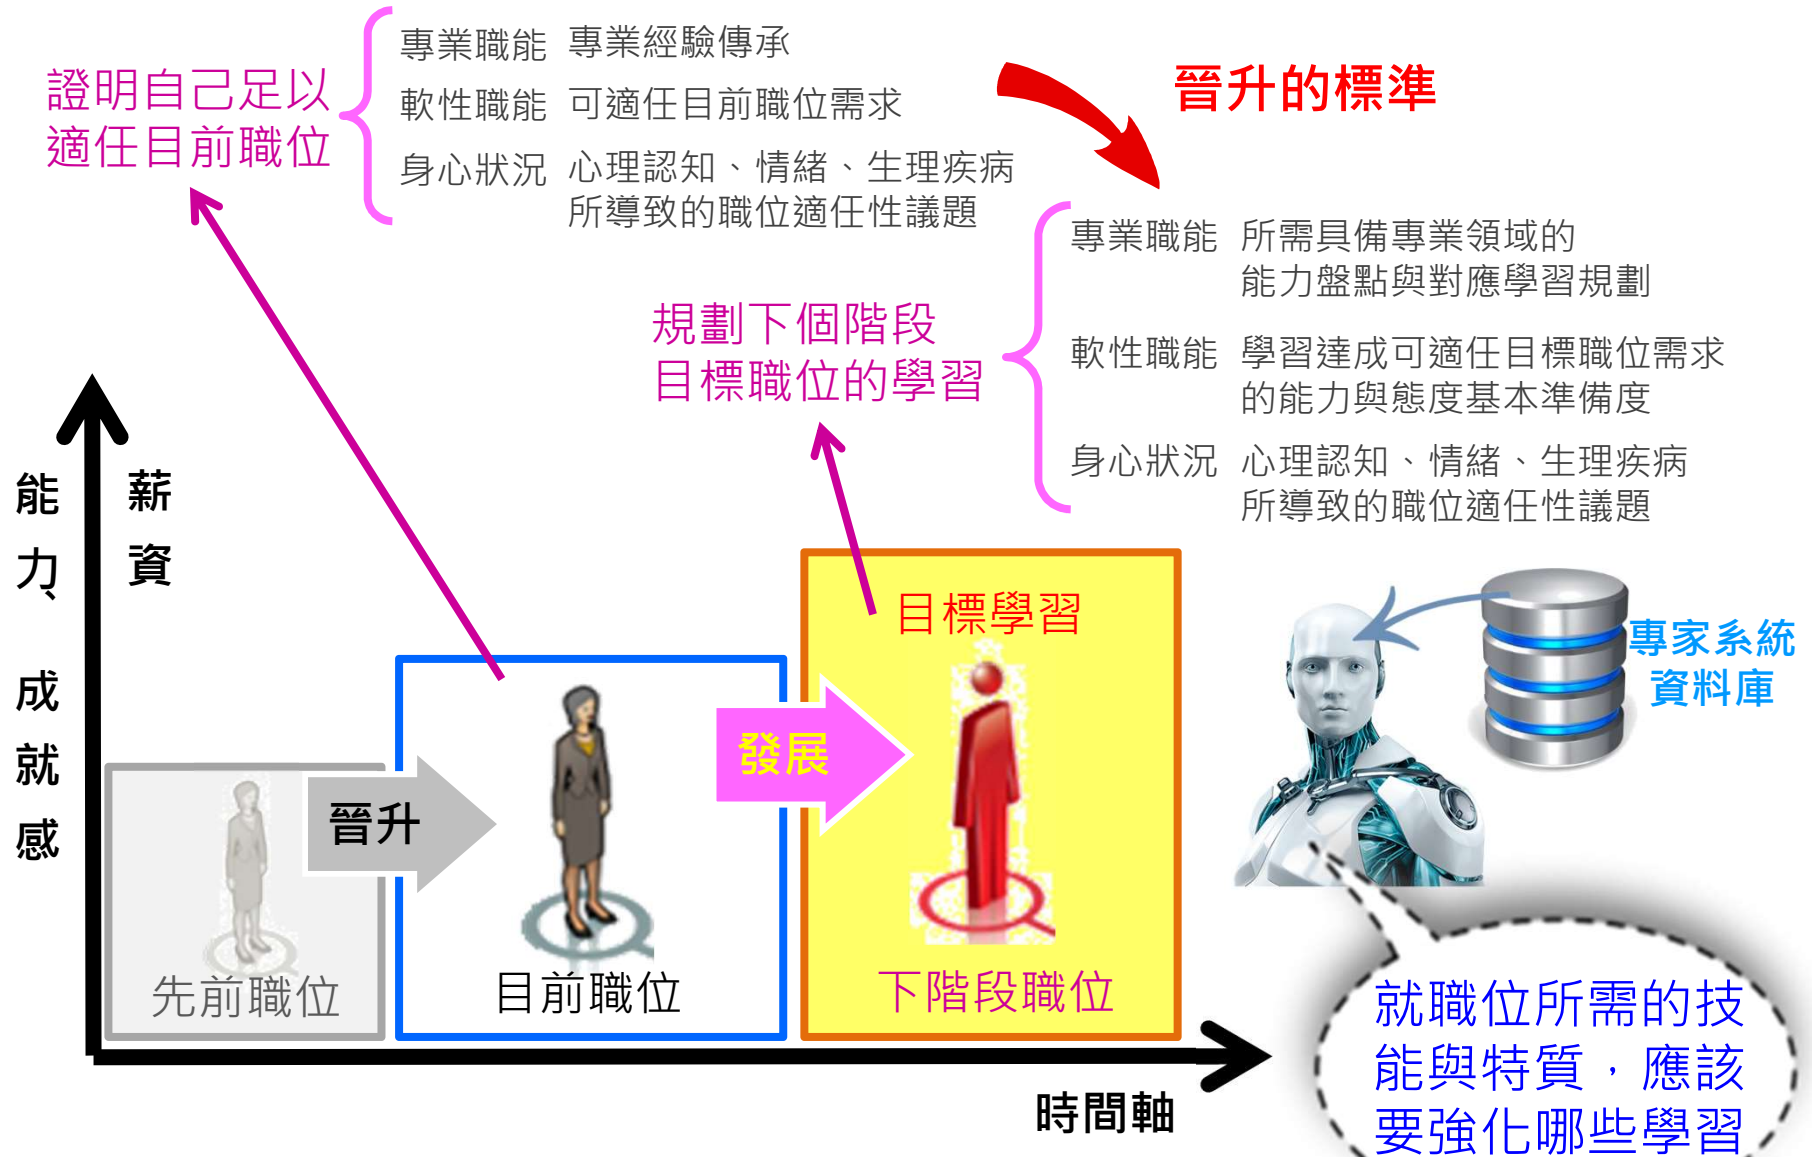 證明自己足以
適任目前職位
專業職能 專業經驗傳承
軟性職能 可適任目前職位需求
身心狀況 心理認知、情緒、生理疾病
所導致的職位適任性議題
晉升的標準
規劃下個階段
目標職位的學習
專業職能 所需具備專業領域的
能力盤點與對應學習規劃
軟性職能 學習達成可適任目標職位需求
的能力與態度基本準備度
身心狀況 心理認知、情緒、生理疾病
所導致的職位適任性議題
能力、成就感
薪資
目標學習
專家系統
資料庫
發展
晉升
先前職位
目前職位
下階段職位
時間軸
就職位所需的技
能與特質，應該
要強化哪些學習